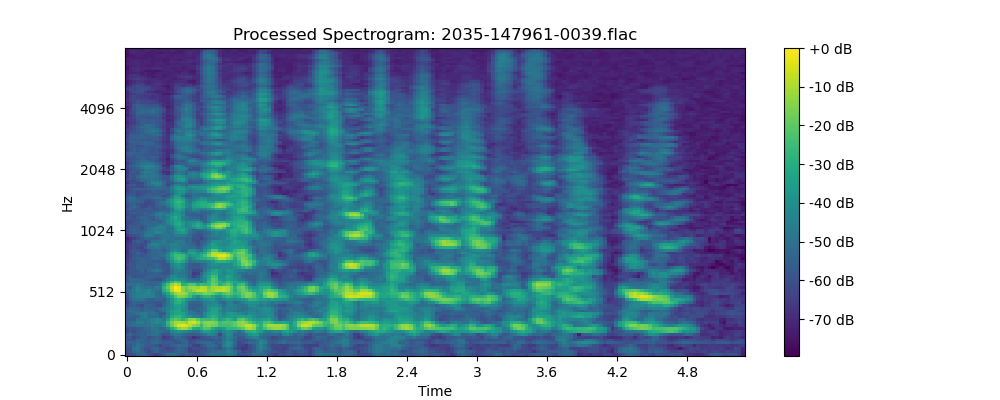 Processed Spectrogram: 2035-147961-0039.flac
Hz
4096
2048
1024
512
0
0 0.6 1.2 1.8 2.4 3 3.6 4.2 4.8
Time
+0 dB
-10 dB
-20 dB
-30 dB
-40 dB
-50 dB
-60 dB
-70 dB